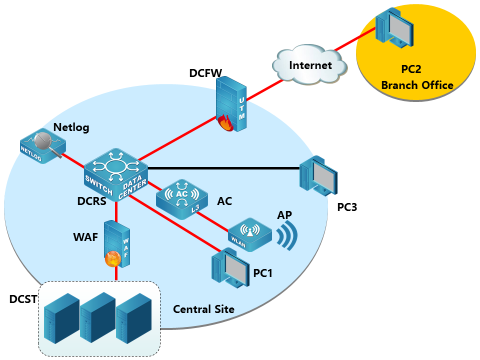 PC2
Branch Office
Internet
DCFW
UTM
Netlog
NETLOG
SWITCH
DATA
CENTER
DCRS
AC
L3
AC
PC3
AP
WLAN
WAF
WAF
PC1
DCST
Central Site